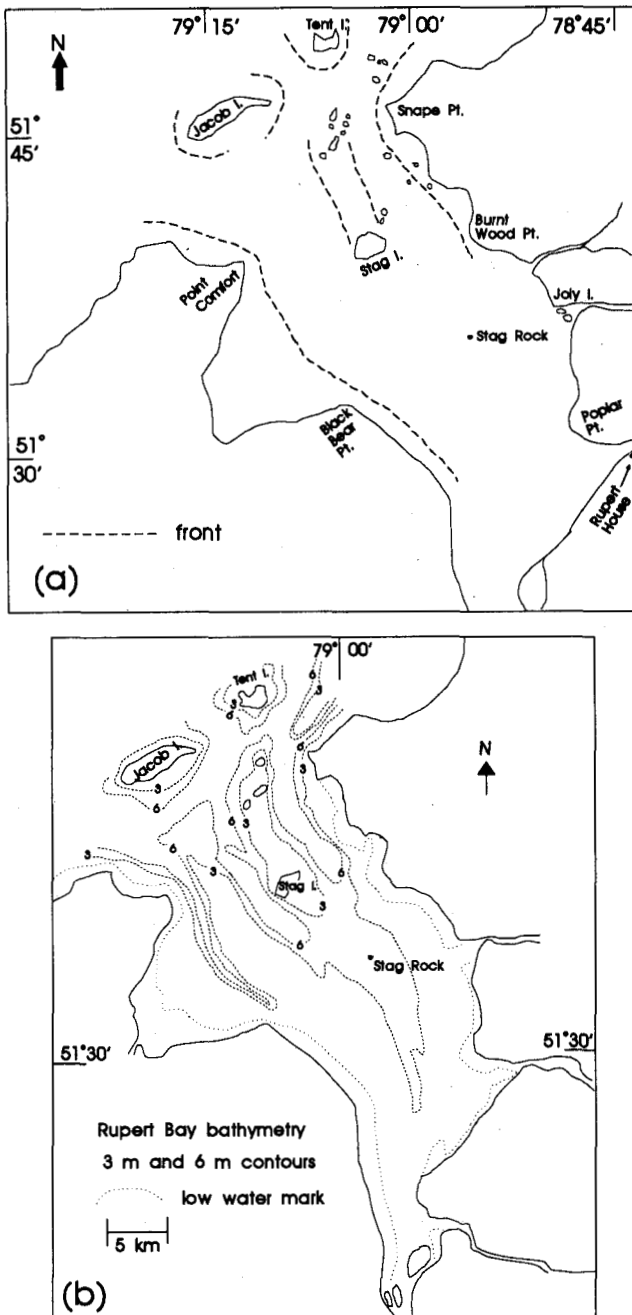 79°15′ 79°00′ 78°45′
Tent I.
N
Jacob I.
51°
45′
Snape Pt.
Burnt
Wood Pt.
Stag I.
Point
Comfort
Joly I.
Stag Rock
Black
Bear
Pt.
Poplar
Pt.
51°
30′
Rupert
House
front
(a)
79° 00′
Tent I.
6
3
3
6
6
3
N
Jacob I.
3
6
6
3
3
6
3
6
Stag I.
3
6
Stag Rock
51°30′
51°30′
Rupert Bay bathymetry
3 m and 6 m contours
low water mark
5 km
(b)